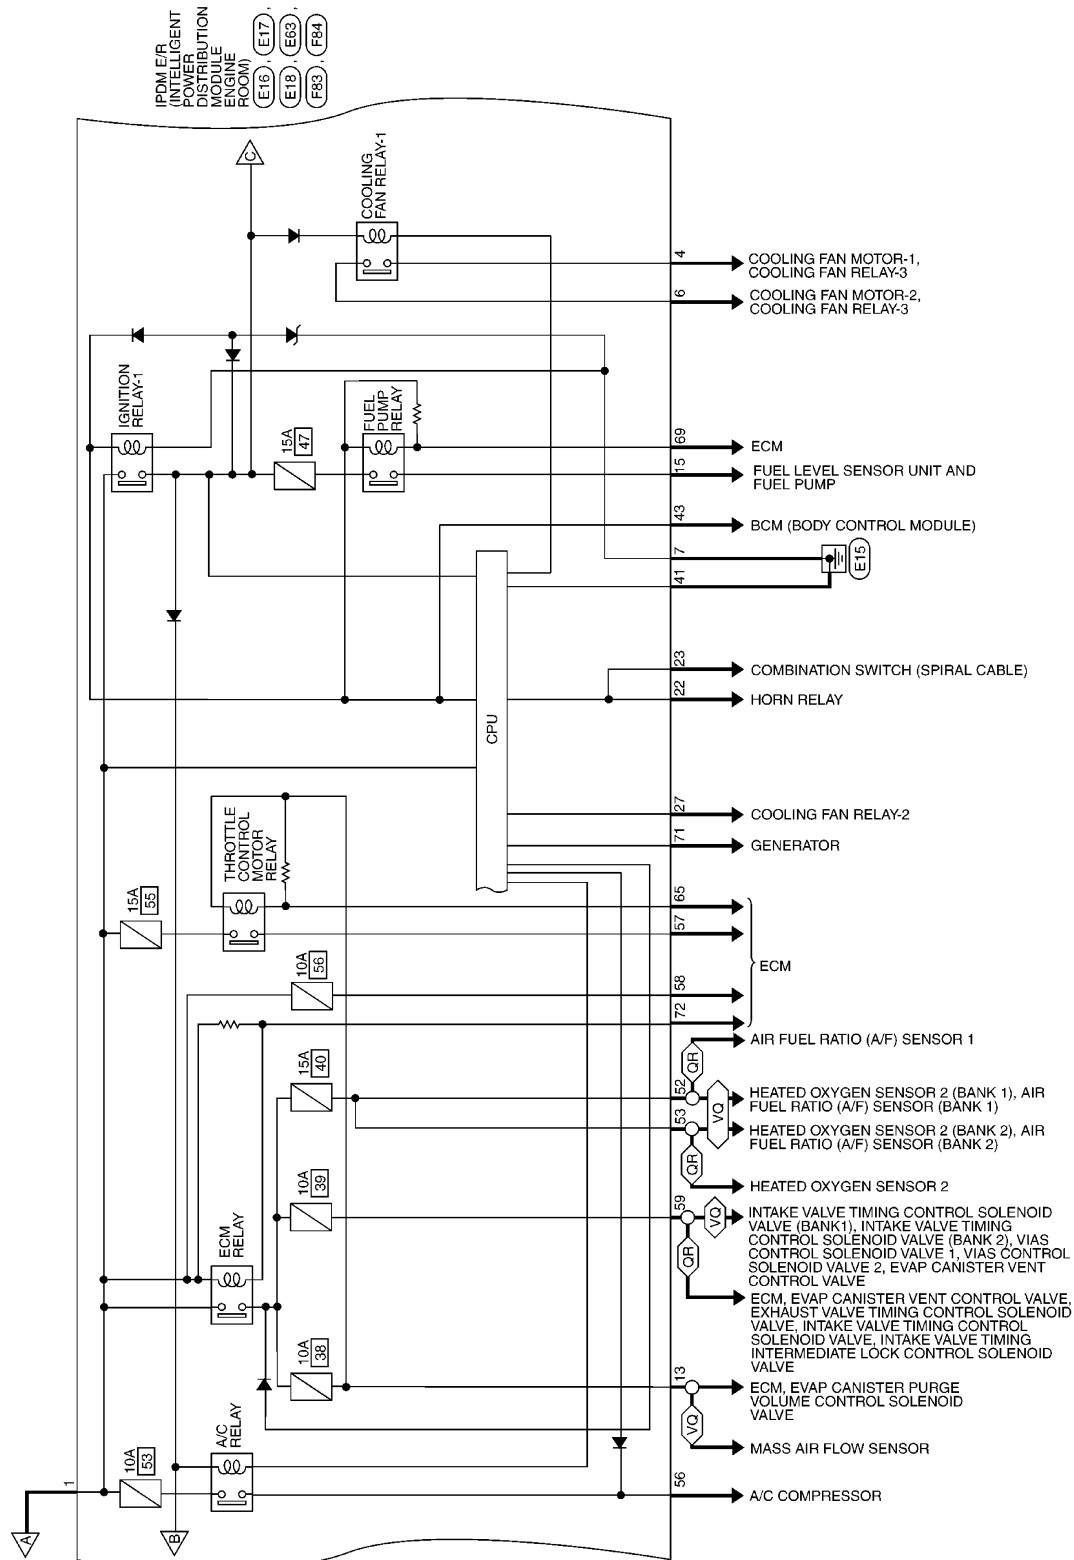 IPDM E/R
(INTELLIGENT
POWER
DISTRIBUTION
MODULE
ENGINE
ROOM)
E16, E17,
E18, E63,
F83, F84
C
COOLING
FAN RELAY-1
4
COOLING FAN MOTOR-1,
COOLING FAN RELAY-3
6
COOLING FAN MOTOR-2,
COOLING FAN RELAY-3
IGNITION
RELAY-1
15A
47
FUEL
PUMP
RELAY
69
ECM
15
FUEL LEVEL SENSOR UNIT AND
FUEL PUMP
43
BCM (BODY CONTROL MODULE)
7
41
E15
23
COMBINATION SWITCH (SPIRAL CABLE)
22
HORN RELAY
CPU
27
COOLING FAN RELAY-2
71
GENERATOR
THROTTLE
CONTROL
MOTOR
RELAY
15A
55
65
57
10A
56
58
72
ECM
AIR FUEL RATIO (A/F) SENSOR 1
QR
15A
40
52
HEATED OXYGEN SENSOR 2 (BANK 1), AIR
FUEL RATIO (A/F) SENSOR (BANK 1)
VQ
53
HEATED OXYGEN SENSOR 2 (BANK 2), AIR
FUEL RATIO (A/F) SENSOR (BANK 2)
QR
HEATED OXYGEN SENSOR 2
10A
39
59
VQ
INTAKE VALVE TIMING CONTROL SOLENOID
VALVE (BANK1), INTAKE VALVE TIMING
CONTROL SOLENOID VALVE (BANK 2), VIAS
CONTROL SOLENOID VALVE 1, VIAS CONTROL
SOLENOID VALVE 2, EVAP CANISTER VENT
CONTROL VALVE
QR
ECM, EVAP CANISTER VENT CONTROL VALVE,
EXHAUST VALVE TIMING CONTROL SOLENOID
VALVE, INTAKE VALVE TIMING CONTROL
SOLENOID VALVE, INTAKE VALVE TIMING
INTERMEDIATE LOCK CONTROL SOLENOID
VALVE
ECM
RELAY
10A
38
13
ECM, EVAP CANISTER PURGE
VOLUME CONTROL SOLENOID
VALVE
VQ
MASS AIR FLOW SENSOR
A/C
RELAY
10A
53
1
56
A/C COMPRESSOR
A
B